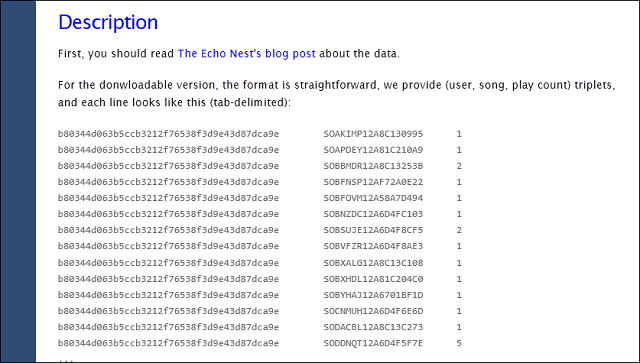 Description
First, you should read The Echo Nest's blog post about the data.
For the donwloadable version, the format is straightforward, we provide (user, song, play count) triplets,
and each line looks like this (tab-delimited):
b80344d063b5ccb3212f76538f3d9e43d87dca9e SOAKIMP12A8C130995 1
b80344d063b5ccb3212f76538f3d9e43d87dca9e SOAPDEY12A81C210A9 1
b80344d063b5ccb3212f76538f3d9e43d87dca9e SOBBMDR12A8C13253B 2
b80344d063b5ccb3212f76538f3d9e43d87dca9e SOBFNSP12AF72A0E22 1
b80344d063b5ccb3212f76538f3d9e43d87dca9e SOBFOVM12A58A7D494 1
b80344d063b5ccb3212f76538f3d9e43d87dca9e SOBNZDC12A6D4FC103 1
b80344d063b5ccb3212f76538f3d9e43d87dca9e SOBSUJE12A6D4F8CF5 2
b80344d063b5ccb3212f76538f3d9e43d87dca9e SOBVFZR12A6D4F8AE3 1
b80344d063b5ccb3212f76538f3d9e43d87dca9e SOBXALG12A8C13C108 1
b80344d063b5ccb3212f76538f3d9e43d87dca9e SOBXHDL12A81C204C0 1
b80344d063b5ccb3212f76538f3d9e43d87dca9e SOBYHAJ12A6701BF1D 1
b80344d063b5ccb3212f76538f3d9e43d87dca9e SOCNMUH12A6D4F6E6D 1
b80344d063b5ccb3212f76538f3d9e43d87dca9e SODACBL12A8C13C273 1
b80344d063b5ccb3212f76538f3d9e43d87dca9e SODDNQT12A6D4F5F7E 5
...